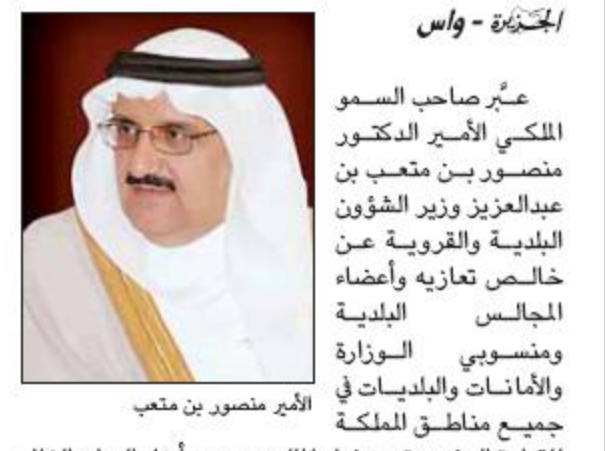 الجزيرة - واس
عبَّر صاحب السمو
الملكي الأمير الدكتور
منصور بن متعب بن
عبدالعزيز وزير الشؤون
البلدية والقروية عن
خالص تعازيه وأعضاء
المجالس البلدية
ومنسوبي الوزارة
والأمانات والبلديات في
جميع مناطق المملكة
الأمير منصور بن متعب